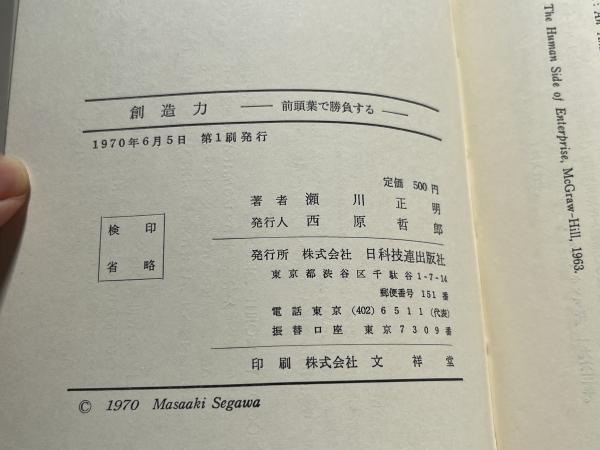 創造力 —— 前頭葉で勝負する ——
1970年6月5日 第1刷発行
定価 500円
著者 瀬川正明
発行人 西原哲郎
検印
省略
発行所 株式会社 日科技連出版社
東京都渋谷区千駄谷1-7-14
郵便番号 151番
電話東京(402)6511(代表)
振替口座 東京7309番
印刷 株式会社 文祥堂
© 1970 Masaaki Segawa
The Human Side of Enterprise, McGraw-Hill, 1963.